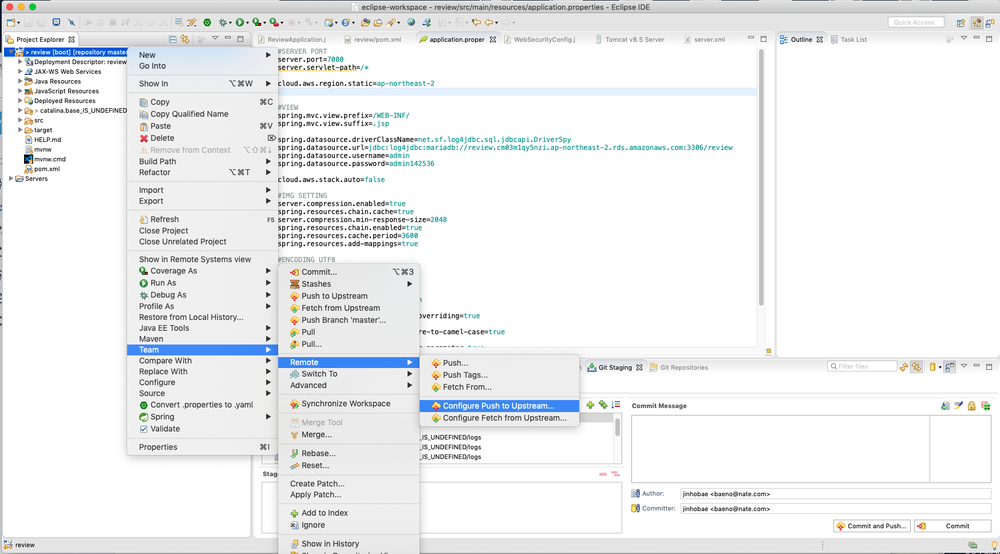 eclipse-workspace - review/src/main/resources/application.properties - Eclipse IDE
Quick Access
Project Explorer
> review [boot] [repository master
Deployment Descriptor: review
JAX-WS Web Services
Java Resources
JavaScript Resources
Deployed Resources
> catalina.base_IS_UNDEFINED
src
target
HELP.md
mvnw
mvnw.cmd
pom.xml
Servers
New
Go Into
Show In ⌥⌘W
Copy ⌘C
Copy Qualified Name
Paste ⌘V
Delete ⌦
Remove from Context ⌥⇧⌘↓
Build Path
Refactor ⌥⌘T
Import
Export
Refresh F5
Close Project
Close Unrelated Project
Show in Remote Systems view
Coverage As
Run As
Debug As
Profile As
Restore from Local History...
Java EE Tools
Maven
Team
Compare With
Replace With
Configure
Source
Convert .properties to .yaml
Spring
Validate
Properties ⌘I
ReviewApplication.j
review/pom.xml
application.proper
WebSecurityConfig.j
Tomcat v8.5 Server
server.xml
#SERVER PORT
server.port=7000
server.servlet-path=/*
cloud.aws.region.static=ap-northeast-2
#VIEW
spring.mvc.view.prefix=/WEB-INF/
spring.mvc.view.suffix=.jsp
spring.datasource.driverClassName=net.sf.log4jdbc.sql.jdbcapi.DriverSpy
spring.datasource.url=jdbc:log4jdbc:mariadb://review.cm03m1qy5nzi.ap-northeast-2.rds.amazonaws.com:3306/review
spring.datasource.username=admin
spring.datasource.password=admin142536
cloud.aws.stack.auto=false
#IMG SETTING
server.compression.enabled=true
spring.resources.chain.cache=true
server.compression.min-response-size=2048
spring.resources.chain.enabled=true
spring.resources.cache.period=3600
spring.resources.add-mappings=true
#ENCODING UTF8
overriding=true
re-to-camel-case=true
Commit... ⌥⌘3
Stashes
Push to Upstream
Fetch from Upstream
Push Branch 'master'...
Pull
Pull...
Remote
Switch To
Advanced
Synchronize Workspace
Merge Tool
Merge...
Rebase...
Reset...
Create Patch...
Apply Patch...
Add to Index
Ignore
Show in History
Push...
Push Tags...
Fetch From...
Configure Push to Upstream...
Configure Fetch from Upstream...
Outline
Task List
Git Staging
Git Repositories
Filter files
_IS_UNDEFINED/logs
_IS_UNDEFINED/logs
_IS_UNDEFINED/logs
Stag
Commit Message
Author: jinhobae <baeno@nate.com>
Committer: jinhobae <baeno@nate.com>
Commit and Push...
Commit
review